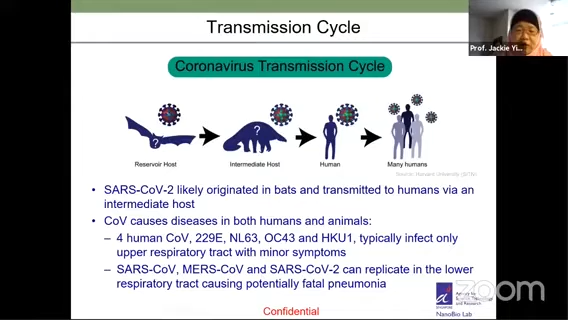 Transmission Cycle
Prof. Jackie Yi...
Coronavirus Transmission Cycle
?
?
Reservoir Host
Intermediate Host
Human
Many humans
• SARS-CoV-2 likely originated in bats and transmitted to humans via an
intermediate host
• CoV causes diseases in both humans and animals:
– 4 human CoV, 229E, NL63, OC43 and HKU1, typically infect only
upper respiratory tract with minor symptoms
– SARS-CoV, MERS-CoV and SARS-CoV-2 can replicate in the lower
respiratory tract causing potentially fatal pneumonia
Confidential
NanoBio Lab
zoom